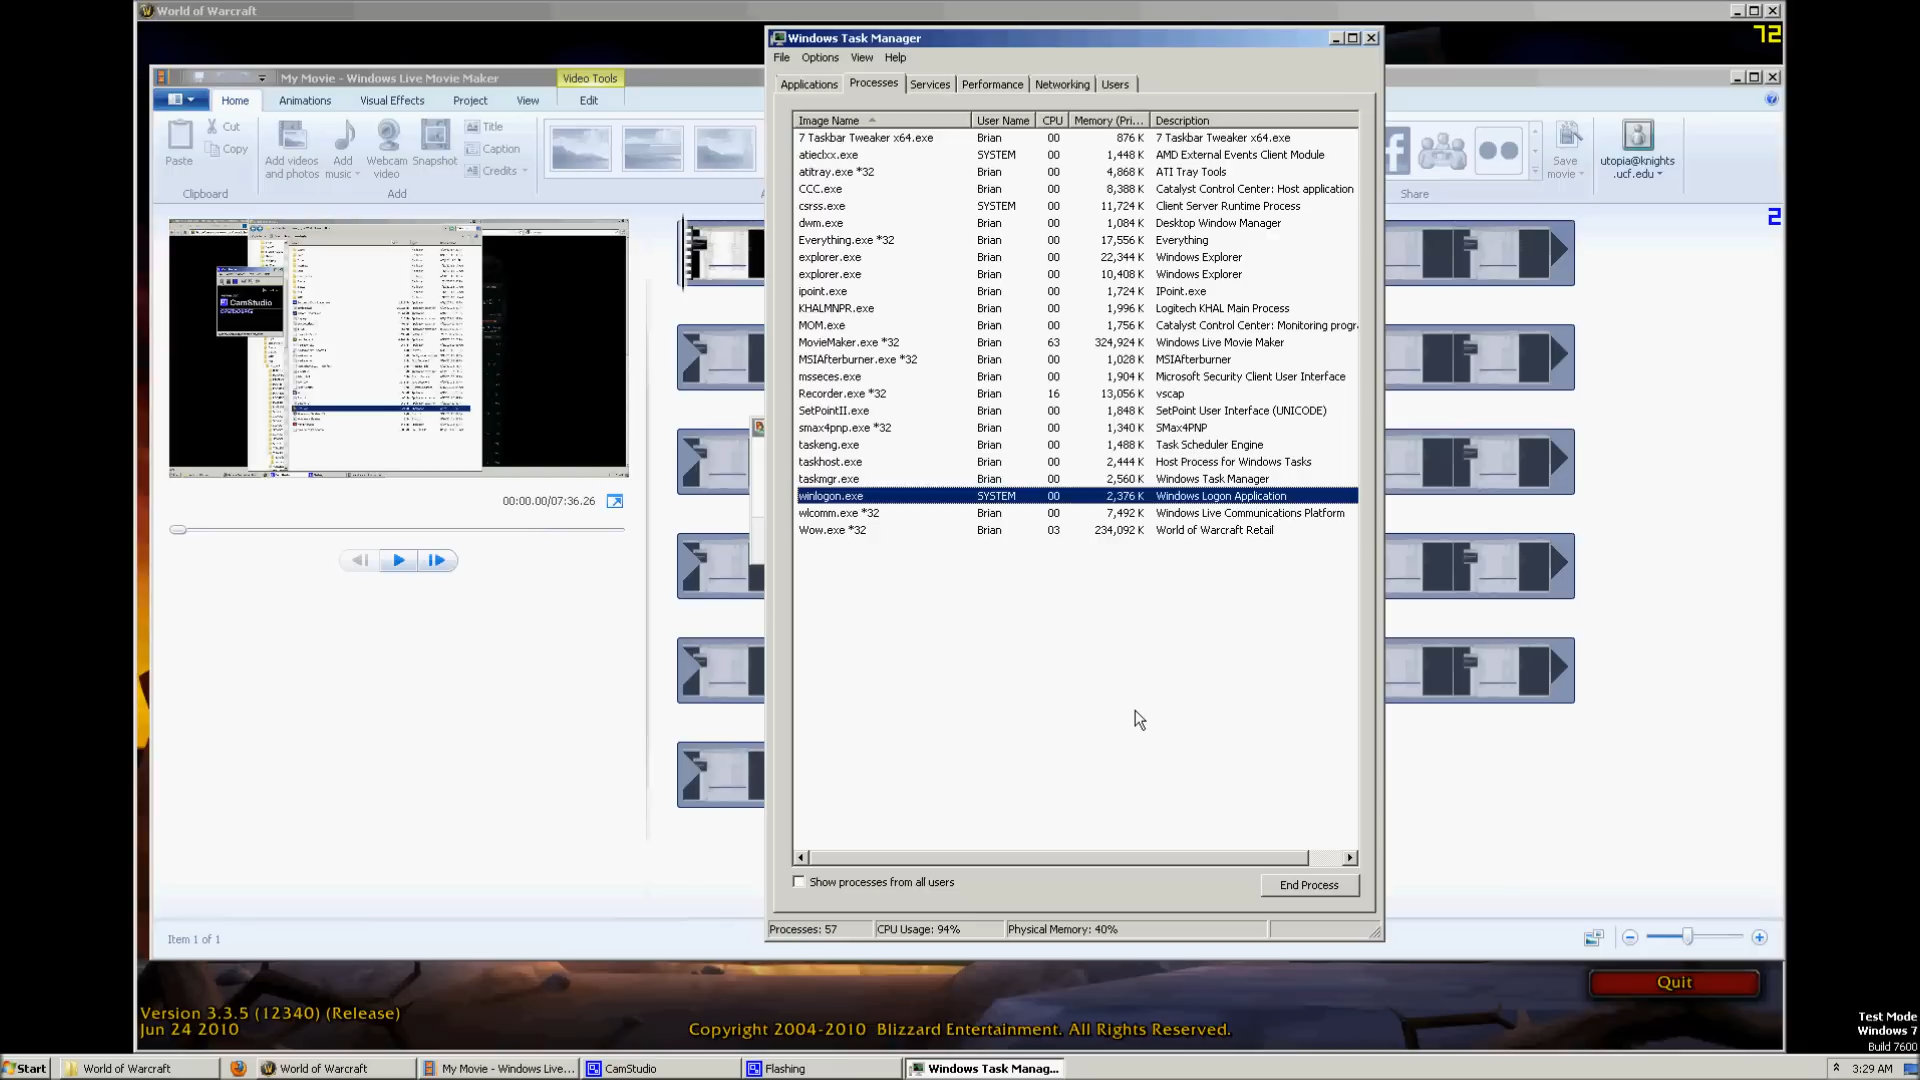 World of Warcraft
72
Windows Task Manager
File Options View Help
My Movie - Windows Live Movie Maker
Video Tools
Applications Processes Services Performance Networking Users
Home Animations Visual Effects Project View Edit
Image Name User Name CPU Memory (Pri... Description
Paste
Cut
Copy
Clipboard
Add videos and photos
Add music
Webcam video
Snapshot
Title
Caption
Credits
Add
Save movie
Share
utopia@knights.ucf.edu
2
7 Taskbar Tweaker x64.exe Brian 00 876 K 7 Taskbar Tweaker x64.exe
atieclxx.exe SYSTEM 00 1,448 K AMD External Events Client Module
atitray.exe *32 Brian 00 4,868 K ATI Tray Tools
CCC.exe Brian 00 8,388 K Catalyst Control Center: Host application
csrss.exe SYSTEM 00 11,724 K Client Server Runtime Process
dwm.exe Brian 00 1,084 K Desktop Window Manager
Everything.exe *32 Brian 00 17,556 K Everything
explorer.exe Brian 00 22,344 K Windows Explorer
explorer.exe Brian 00 10,408 K Windows Explorer
ipoint.exe Brian 00 1,724 K IPoint.exe
KHALMNPR.exe Brian 00 1,996 K Logitech KHAL Main Process
MOM.exe Brian 00 1,756 K Catalyst Control Center: Monitoring progr
MovieMaker.exe *32 Brian 63 324,924 K Windows Live Movie Maker
MSIAfterburner.exe *32 Brian 00 1,028 K MSIAfterburner
msseces.exe Brian 00 1,904 K Microsoft Security Client User Interface
Recorder.exe *32 Brian 16 13,056 K vscap
SetPointII.exe Brian 00 1,848 K SetPoint User Interface (UNICODE)
smax4pnp.exe *32 Brian 00 1,340 K SMax4PNP
taskeng.exe Brian 00 1,488 K Task Scheduler Engine
taskhost.exe Brian 00 2,444 K Host Process for Windows Tasks
taskmgr.exe Brian 00 2,560 K Windows Task Manager
winlogon.exe SYSTEM 00 2,376 K Windows Logon Application
wlcomm.exe *32 Brian 00 7,492 K Windows Live Communications Platform
Wow.exe *32 Brian 03 234,092 K World of Warcraft Retail
CamStudio
00:00.00/07:36.26
Show processes from all users
End Process
Processes: 57 CPU Usage: 94% Physical Memory: 40%
Item 1 of 1
Quit
Version 3.3.5 (12340) (Release)
Jun 24 2010
Copyright 2004-2010 Blizzard Entertainment. All Rights Reserved.
Test Mode
Windows 7
Build 7600
Start World of Warcraft World of Warcraft My Movie - Windows Live... CamStudio Flashing Windows Task Manag... 3:29 AM